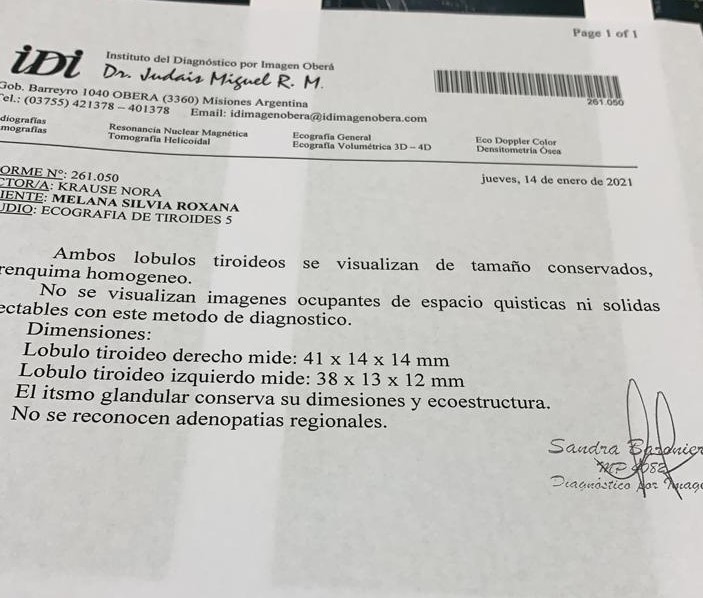 Page 1 of 1
iDi
Instituto del Diagnóstico por Imagen Oberá
Dr. Judais Miguel R. M.
Gob. Barreyro 1040 OBERA (3360) Misiones Argentina
Tel.: (03755) 421378 – 401378 Email: imagenobera@idimagenobera.com
261.050
diografías Resonancia Nuclear Magnética Ecografía General Eco Doppler Color
mografías Tomografía Helicoidal Ecografía Volumétrica 3D – 4D Densitometría Ósea
ORME Nº: 261.050
jueves, 14 de enero de 2021
CTOR/A: KRAUSE NORA
IENTE: MELANA SILVIA ROXANA
UDIO: ECOGRAFIA DE TIROIDES 5
Ambos lobulos tiroideos se visualizan de tamaño conservados,
renquima homogeneo.
No se visualizan imagenes ocupantes de espacio quisticas ni solidas
ectables con este metodo de diagnostico.
Dimensiones:
Lobulo tiroideo derecho mide: 41 x 14 x 14 mm
Lobulo tiroideo izquierdo mide: 38 x 13 x 12 mm
El itsmo glandular conserva su dimesiones y ecoestructura.
No se reconocen adenopatias regionales.
Sandra
MP 4082
Diagnóstico por Image